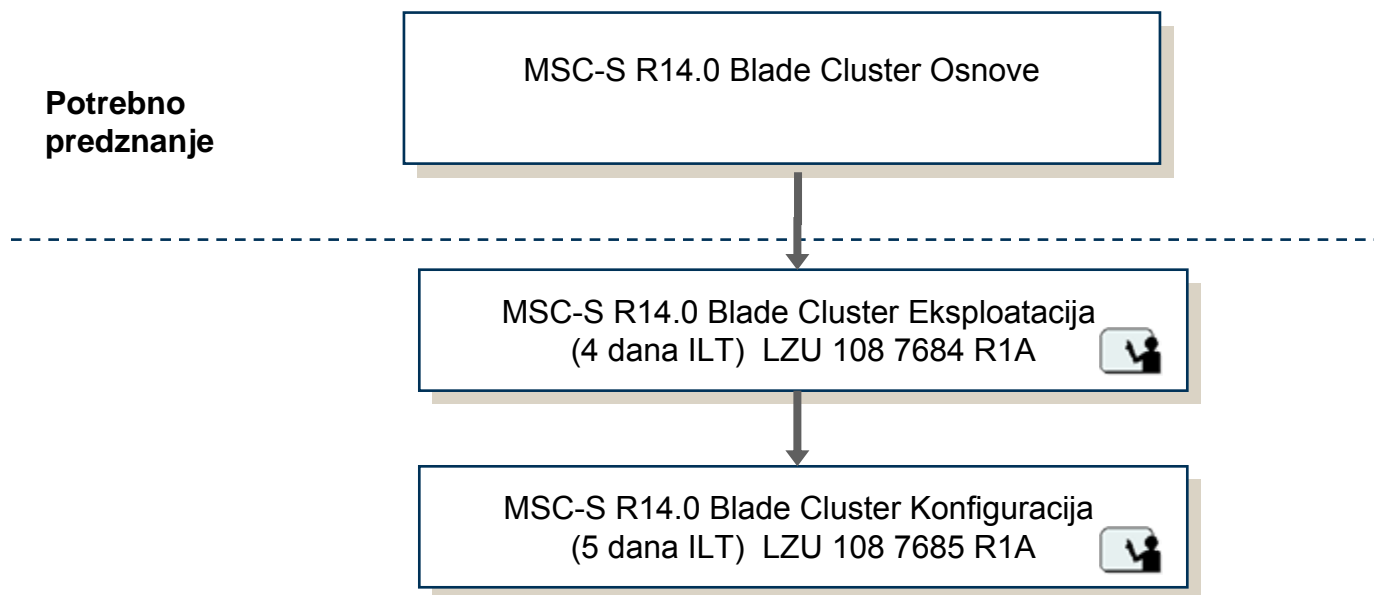 MSC-S R14.0 Blade Cluster Osnove
Potrebno
predznanje
MSC-S R14.0 Blade Cluster Eksploatacija
(4 dana ILT) LZU 108 7684 R1A
MSC-S R14.0 Blade Cluster Konfiguracija
(5 dana ILT) LZU 108 7685 R1A